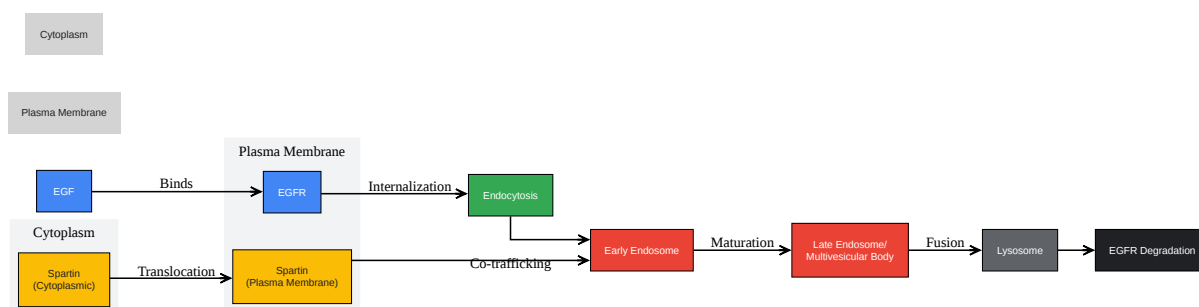 Cytoplasm
Plasma Membrane
Plasma Membrane
EGF
Binds
EGFR
Internalization
Endocytosis
Cytoplasm
Spartin
(Cytoplasmic)
Translocation
Spartin
(Plasma Membrane)
Co-trafficking
Early Endosome
Maturation
Late Endosome/
Multivesicular Body
Fusion
Lysosome
EGFR Degradation